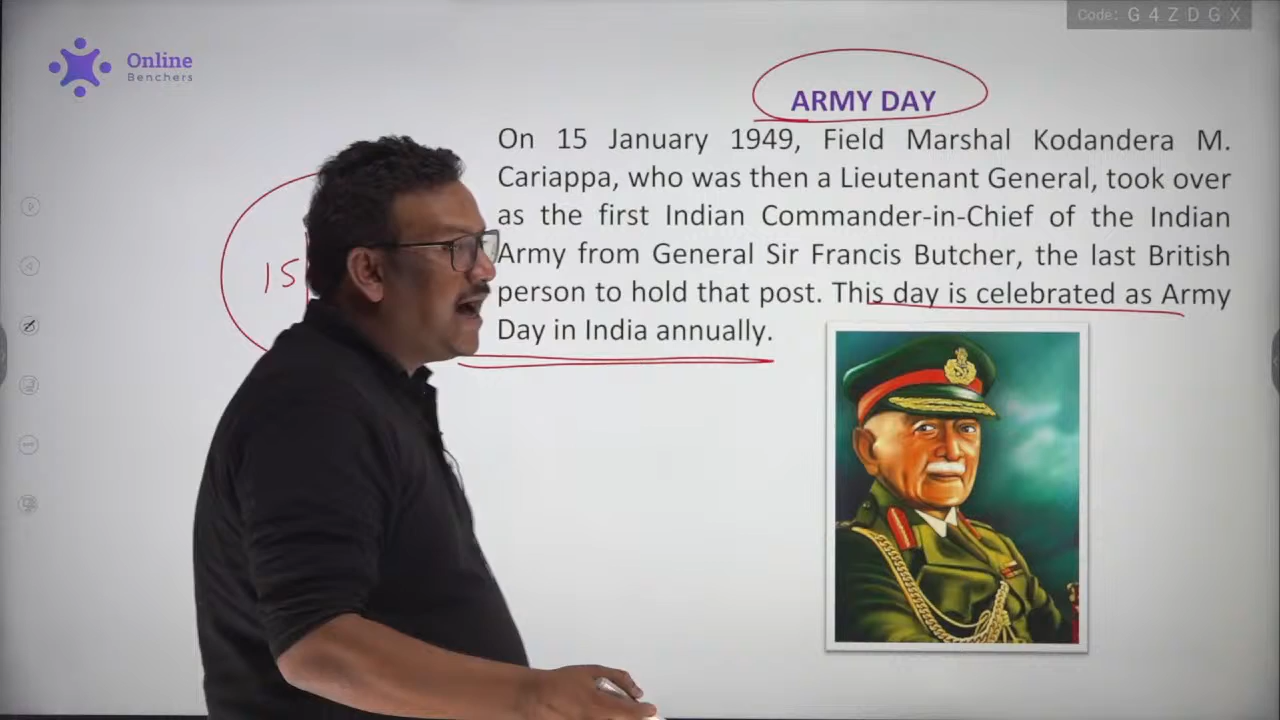 Code: G4ZDGX
Online
Benchers
ARMY DAY
On 15 January 1949, Field Marshal Kodandera M.
Cariappa, who was then a Lieutenant General, took over
as the first Indian Commander-in-Chief of the Indian
Army from General Sir Francis Butcher, the last British
person to hold that post. This day is celebrated as Army
Day in India annually.
15